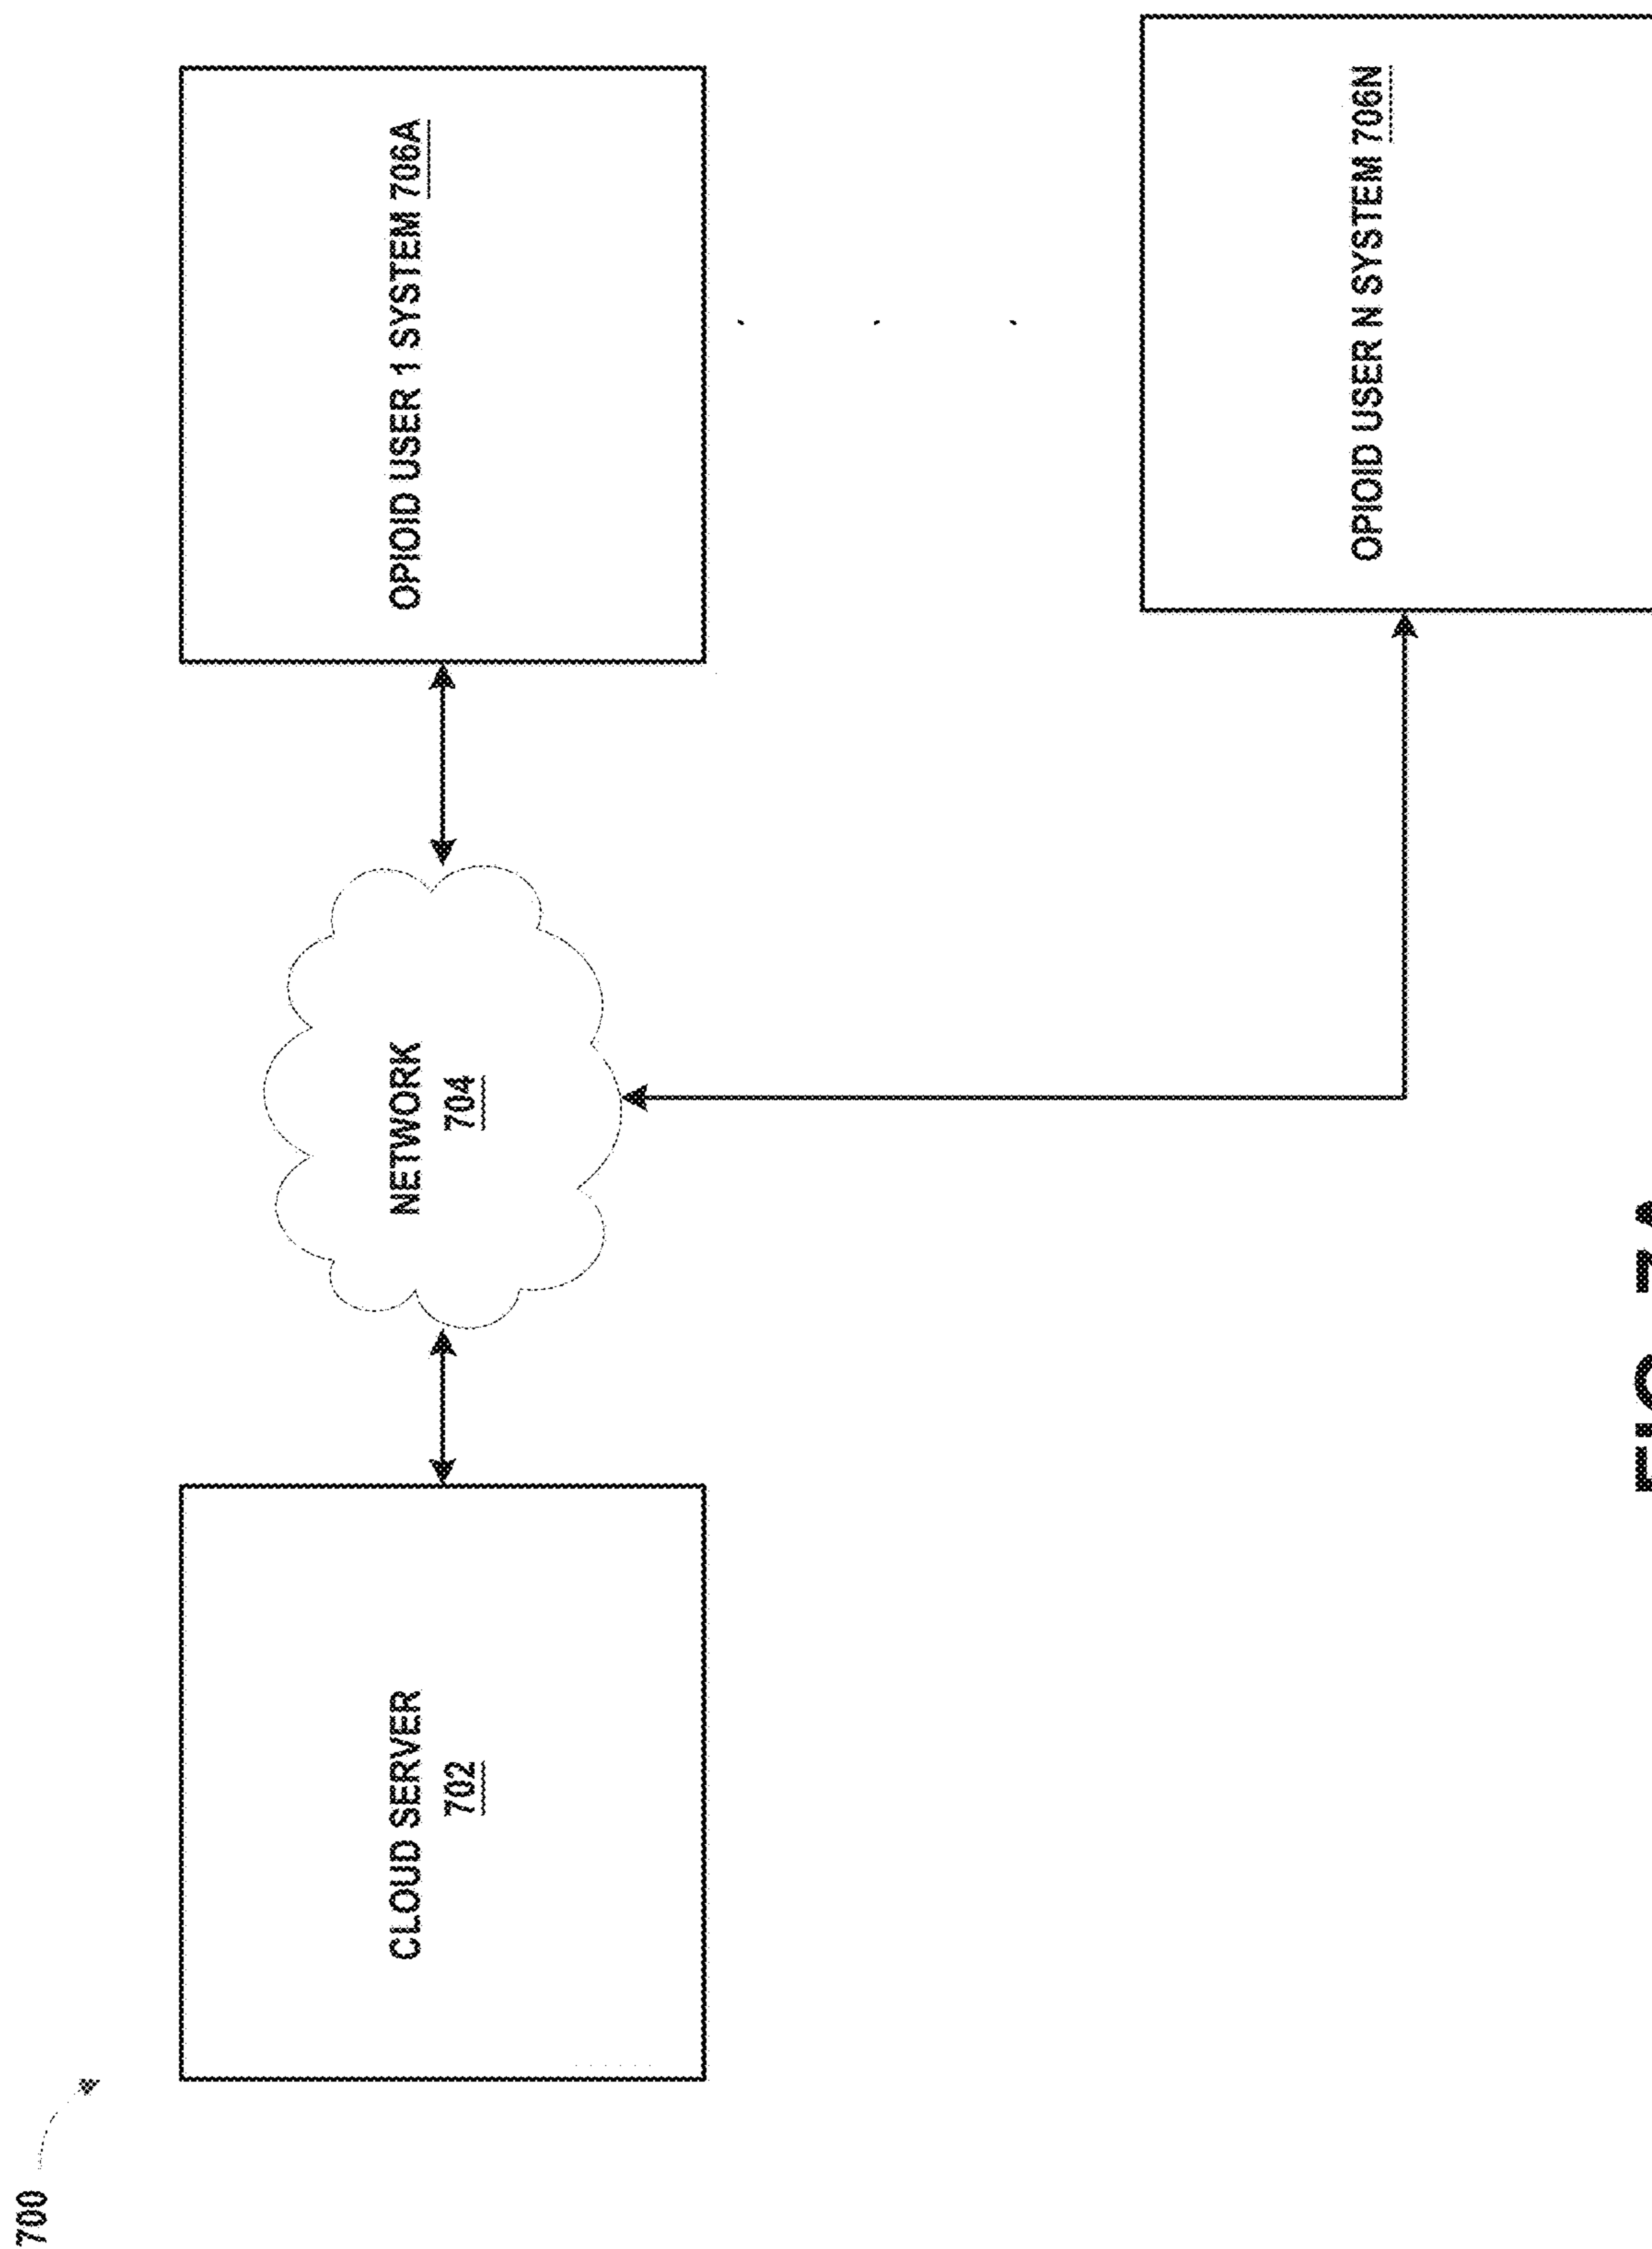 700
CLOUD SERVER
702
NETWORK
704
OPIOID USER 1 SYSTEM 706A
OPIOID USER N SYSTEM 706N